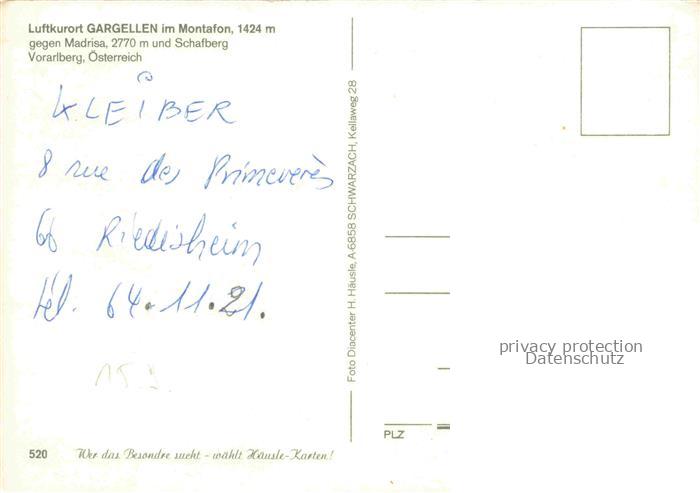 Luftkurort GARGELLEN im Montafon, 1424 m
gegen Madrisa, 2770 m und Schafberg
Vorarlberg, Österreich
KLEIBER
8 rue des Primeverès
Riedisheim
tél. 64.11.21.
520 Wer das Besondre sucht - wählt Häusle-Karten!
Foto Diacenter H. Häusle, A-6858 SCHWARZACH, Kellaweg 28
privacy protection
Datenschutz
PLZ